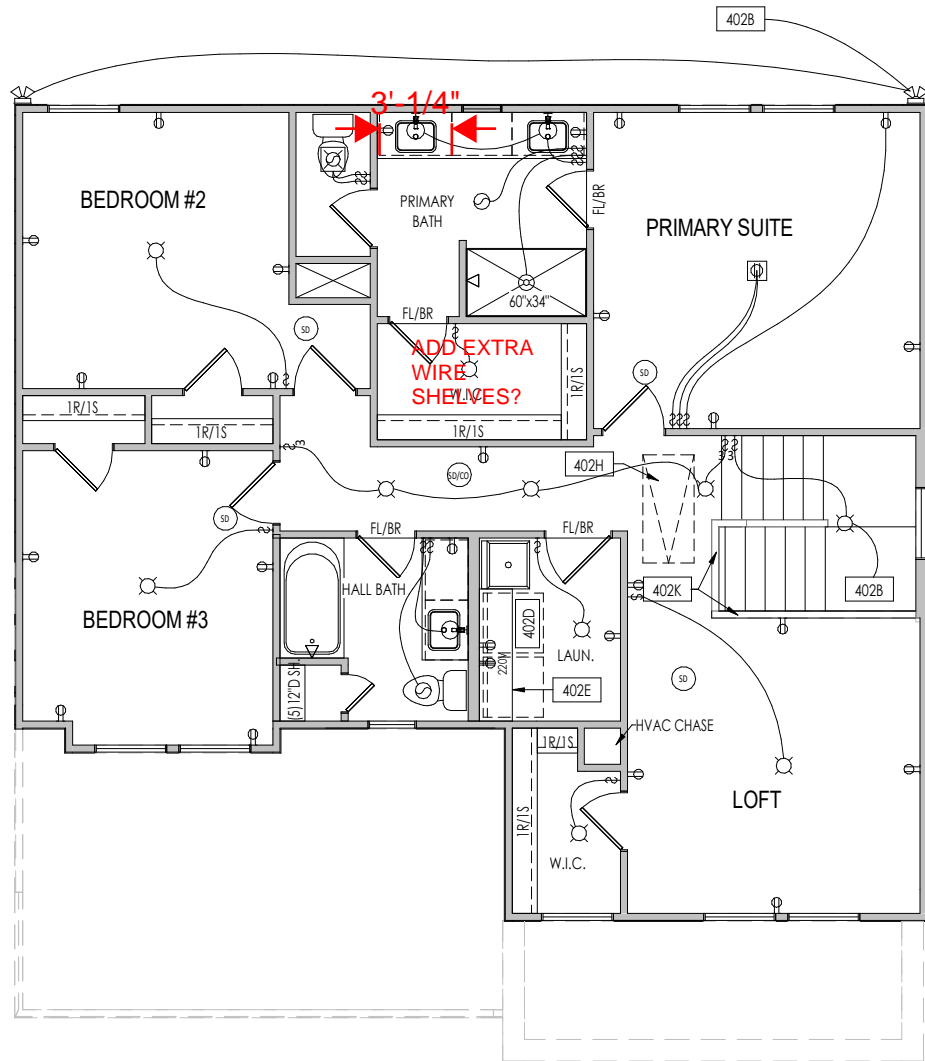 402B
3'-1/4"
BEDROOM #2
PRIMARY
BATH
FL/BR
PRIMARY SUITE
SD
60"x34"
FL/BR
ADD EXTRA
WIRE
SHELVES?
W.I.C.
1R/1S
SD
1R/1S
1R/1S
1R/1S
3
SD/CO
402H
3
3
SD
FL/BR
FL/BR
402K
402B
HALL BATH
BEDROOM #3
402D
LAUN.
220V
402E
SD
(5)12"D SH.
HVAC CHASE
1R/1S
1R/1S
LOFT
W.I.C.